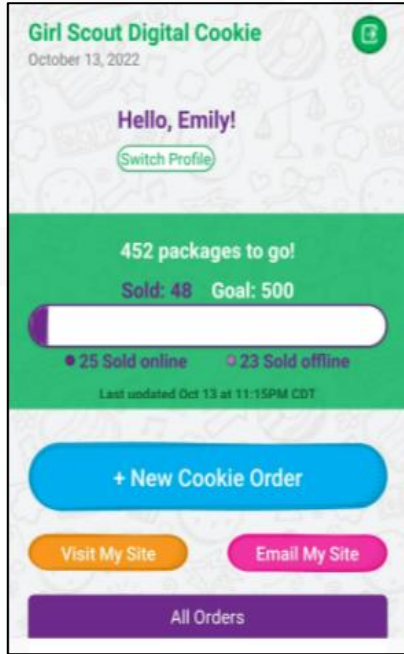 Girl Scout Digital Cookie
October 13, 2022
Hello, Emily!
Switch Profile
452 packages to go!
Sold: 48 Goal: 500
25 Sold online 23 Sold offline
Last updated Oct 13 at 11:15PM CDT
+ New Cookie Order
Visit My Site Email My Site
All Orders